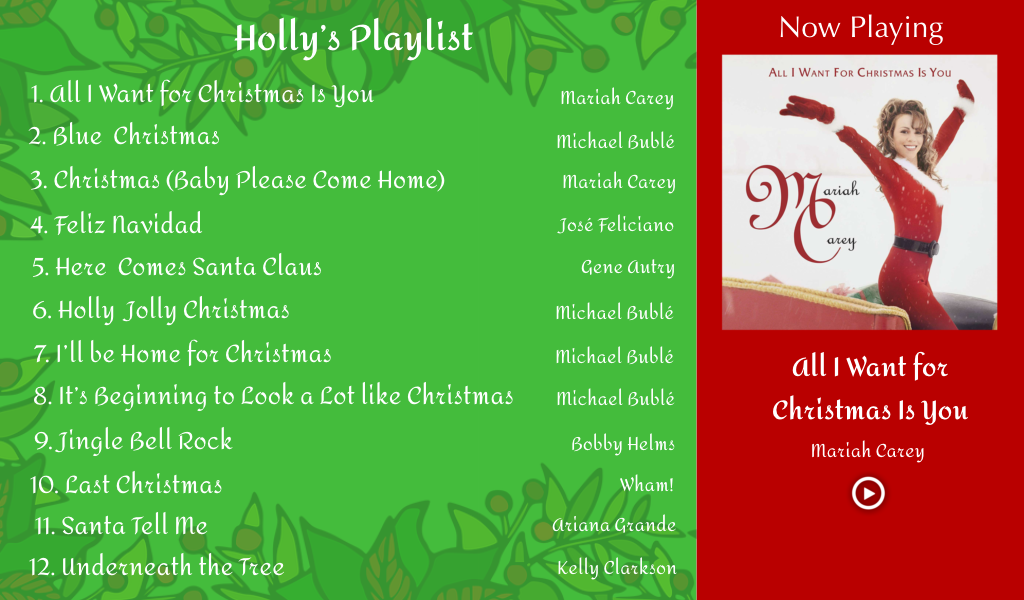 Holly's Playlist
1. All I Want for Christmas Is You Mariah Carey
2. Blue Christmas Michael Bublé
3. Christmas (Baby Please Come Home) Mariah Carey
4. Feliz Navidad José Feliciano
5. Here Comes Santa Claus Gene Autry
6. Holly Jolly Christmas Michael Bublé
7. I'll be Home for Christmas Michael Bublé
8. It's Beginning to Look a Lot like Christmas Michael Bublé
9. Jingle Bell Rock Bobby Helms
10. Last Christmas Wham!
11. Santa Tell Me Ariana Grande
12. Underneath the Tree Kelly Clarkson
Now Playing
All I Want For Christmas Is You
Mariah
Carey
All I Want for
Christmas Is You
Mariah Carey